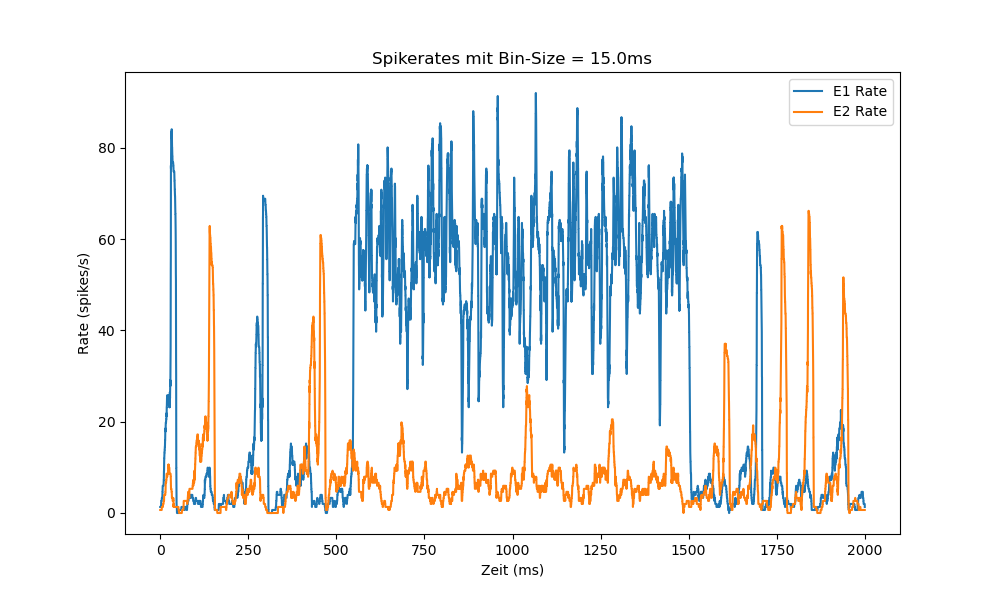 Spikerates mit Bin-Size = 15.0ms
E1 Rate
E2 Rate
Rate (spikes/s)
80
60
40
20
0
0 250 500 750 1000 1250 1500 1750 2000
Zeit (ms)